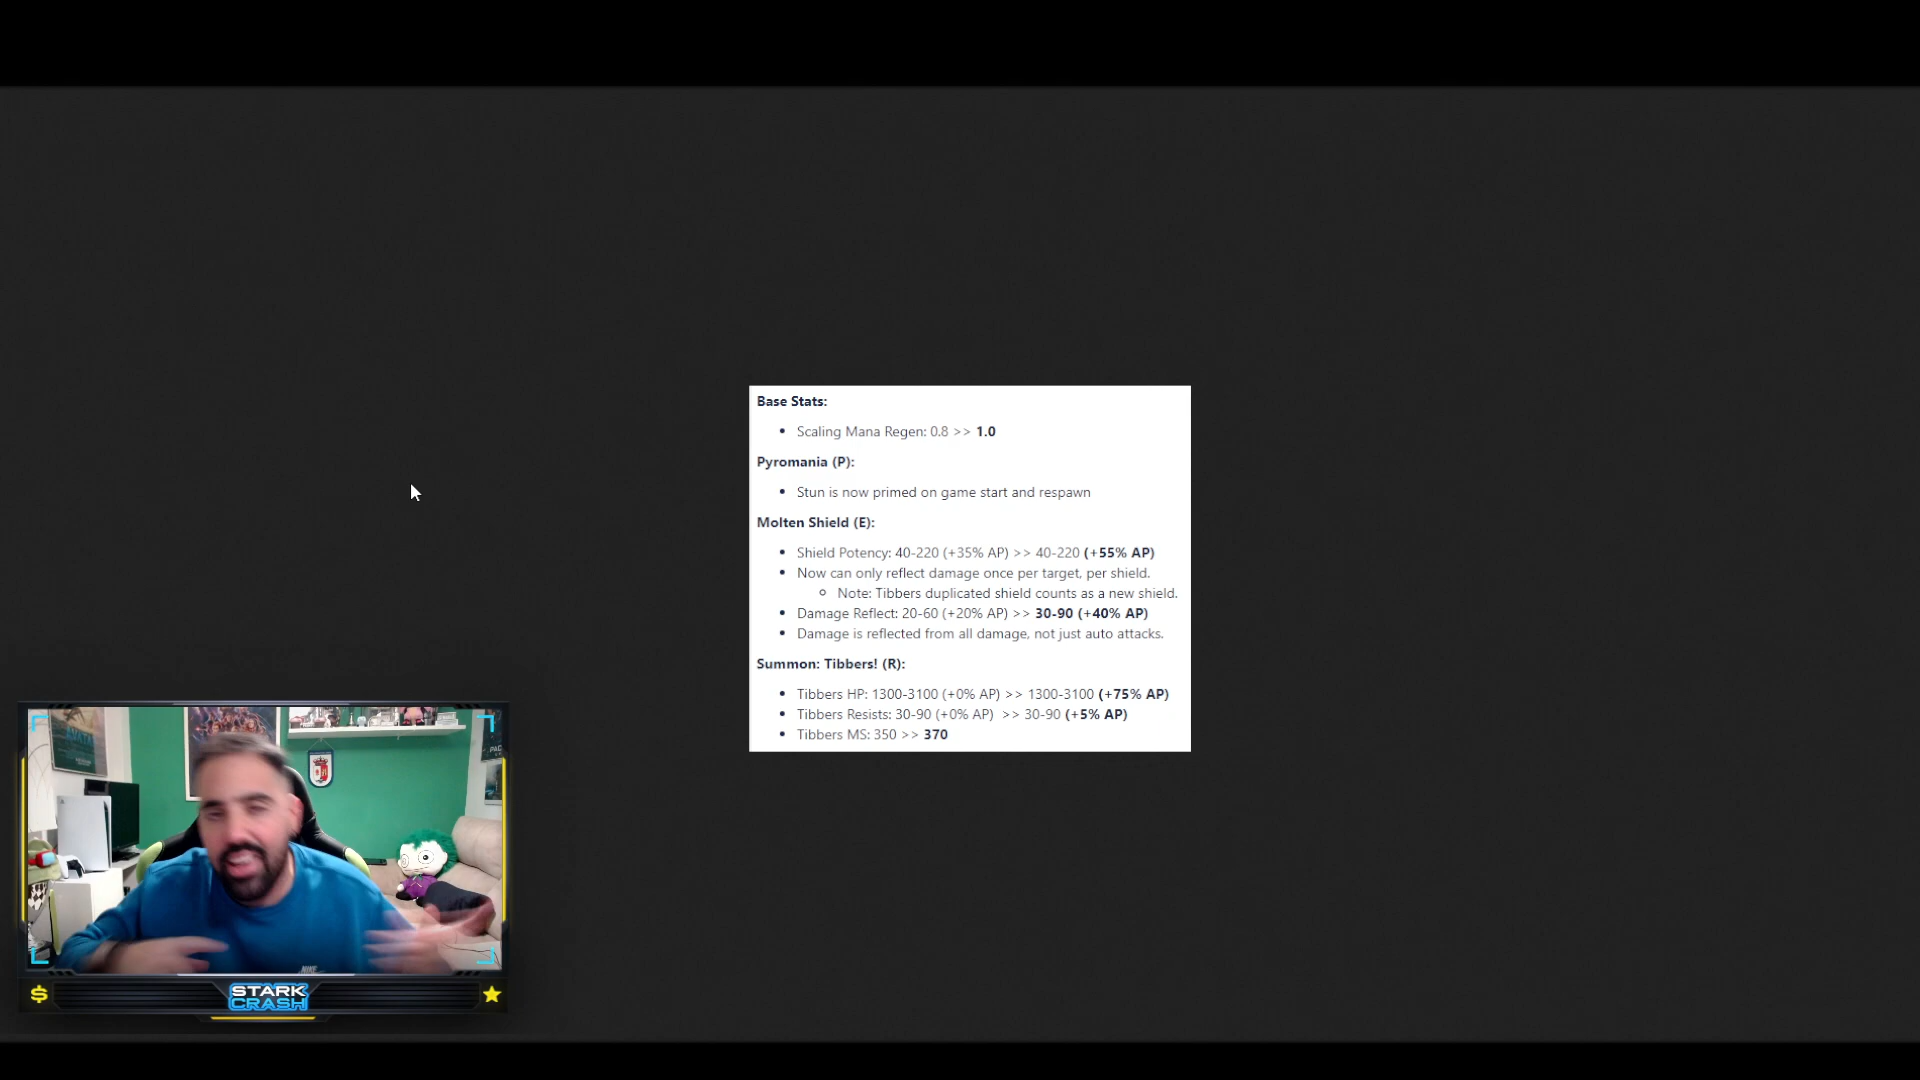 Base Stats:
• Scaling Mana Regen: 0.8 >> 1.0
Pyromania (P):
• Stun is now primed on game start and respawn
Molten Shield (E):
• Shield Potency: 40-220 (+35% AP) >> 40-220 (+55% AP)
• Now can only reflect damage once per target, per shield.
○ Note: Tibbers duplicated shield counts as a new shield.
• Damage Reflect: 20-60 (+20% AP) >> 30-90 (+40% AP)
• Damage is reflected from all damage, not just auto attacks.
Summon: Tibbers! (R):
• Tibbers HP: 1300-3100 (+0% AP) >> 1300-3100 (+75% AP)
• Tibbers Resists: 30-90 (+0% AP) >> 30-90 (+5% AP)
• Tibbers MS: 350 >> 370
AVATAR
PAC
NIKE
$
STARK
CRASH